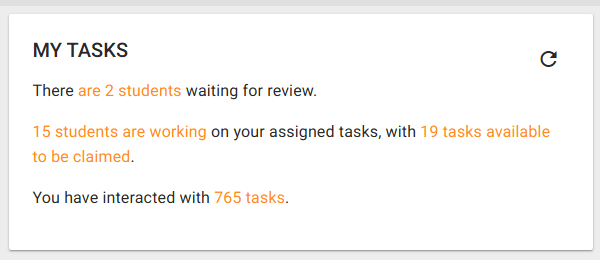 MY TASKS
There are 2 students waiting for review.
15 students are working on your assigned tasks, with 19 tasks available
to be claimed.
You have interacted with 765 tasks.